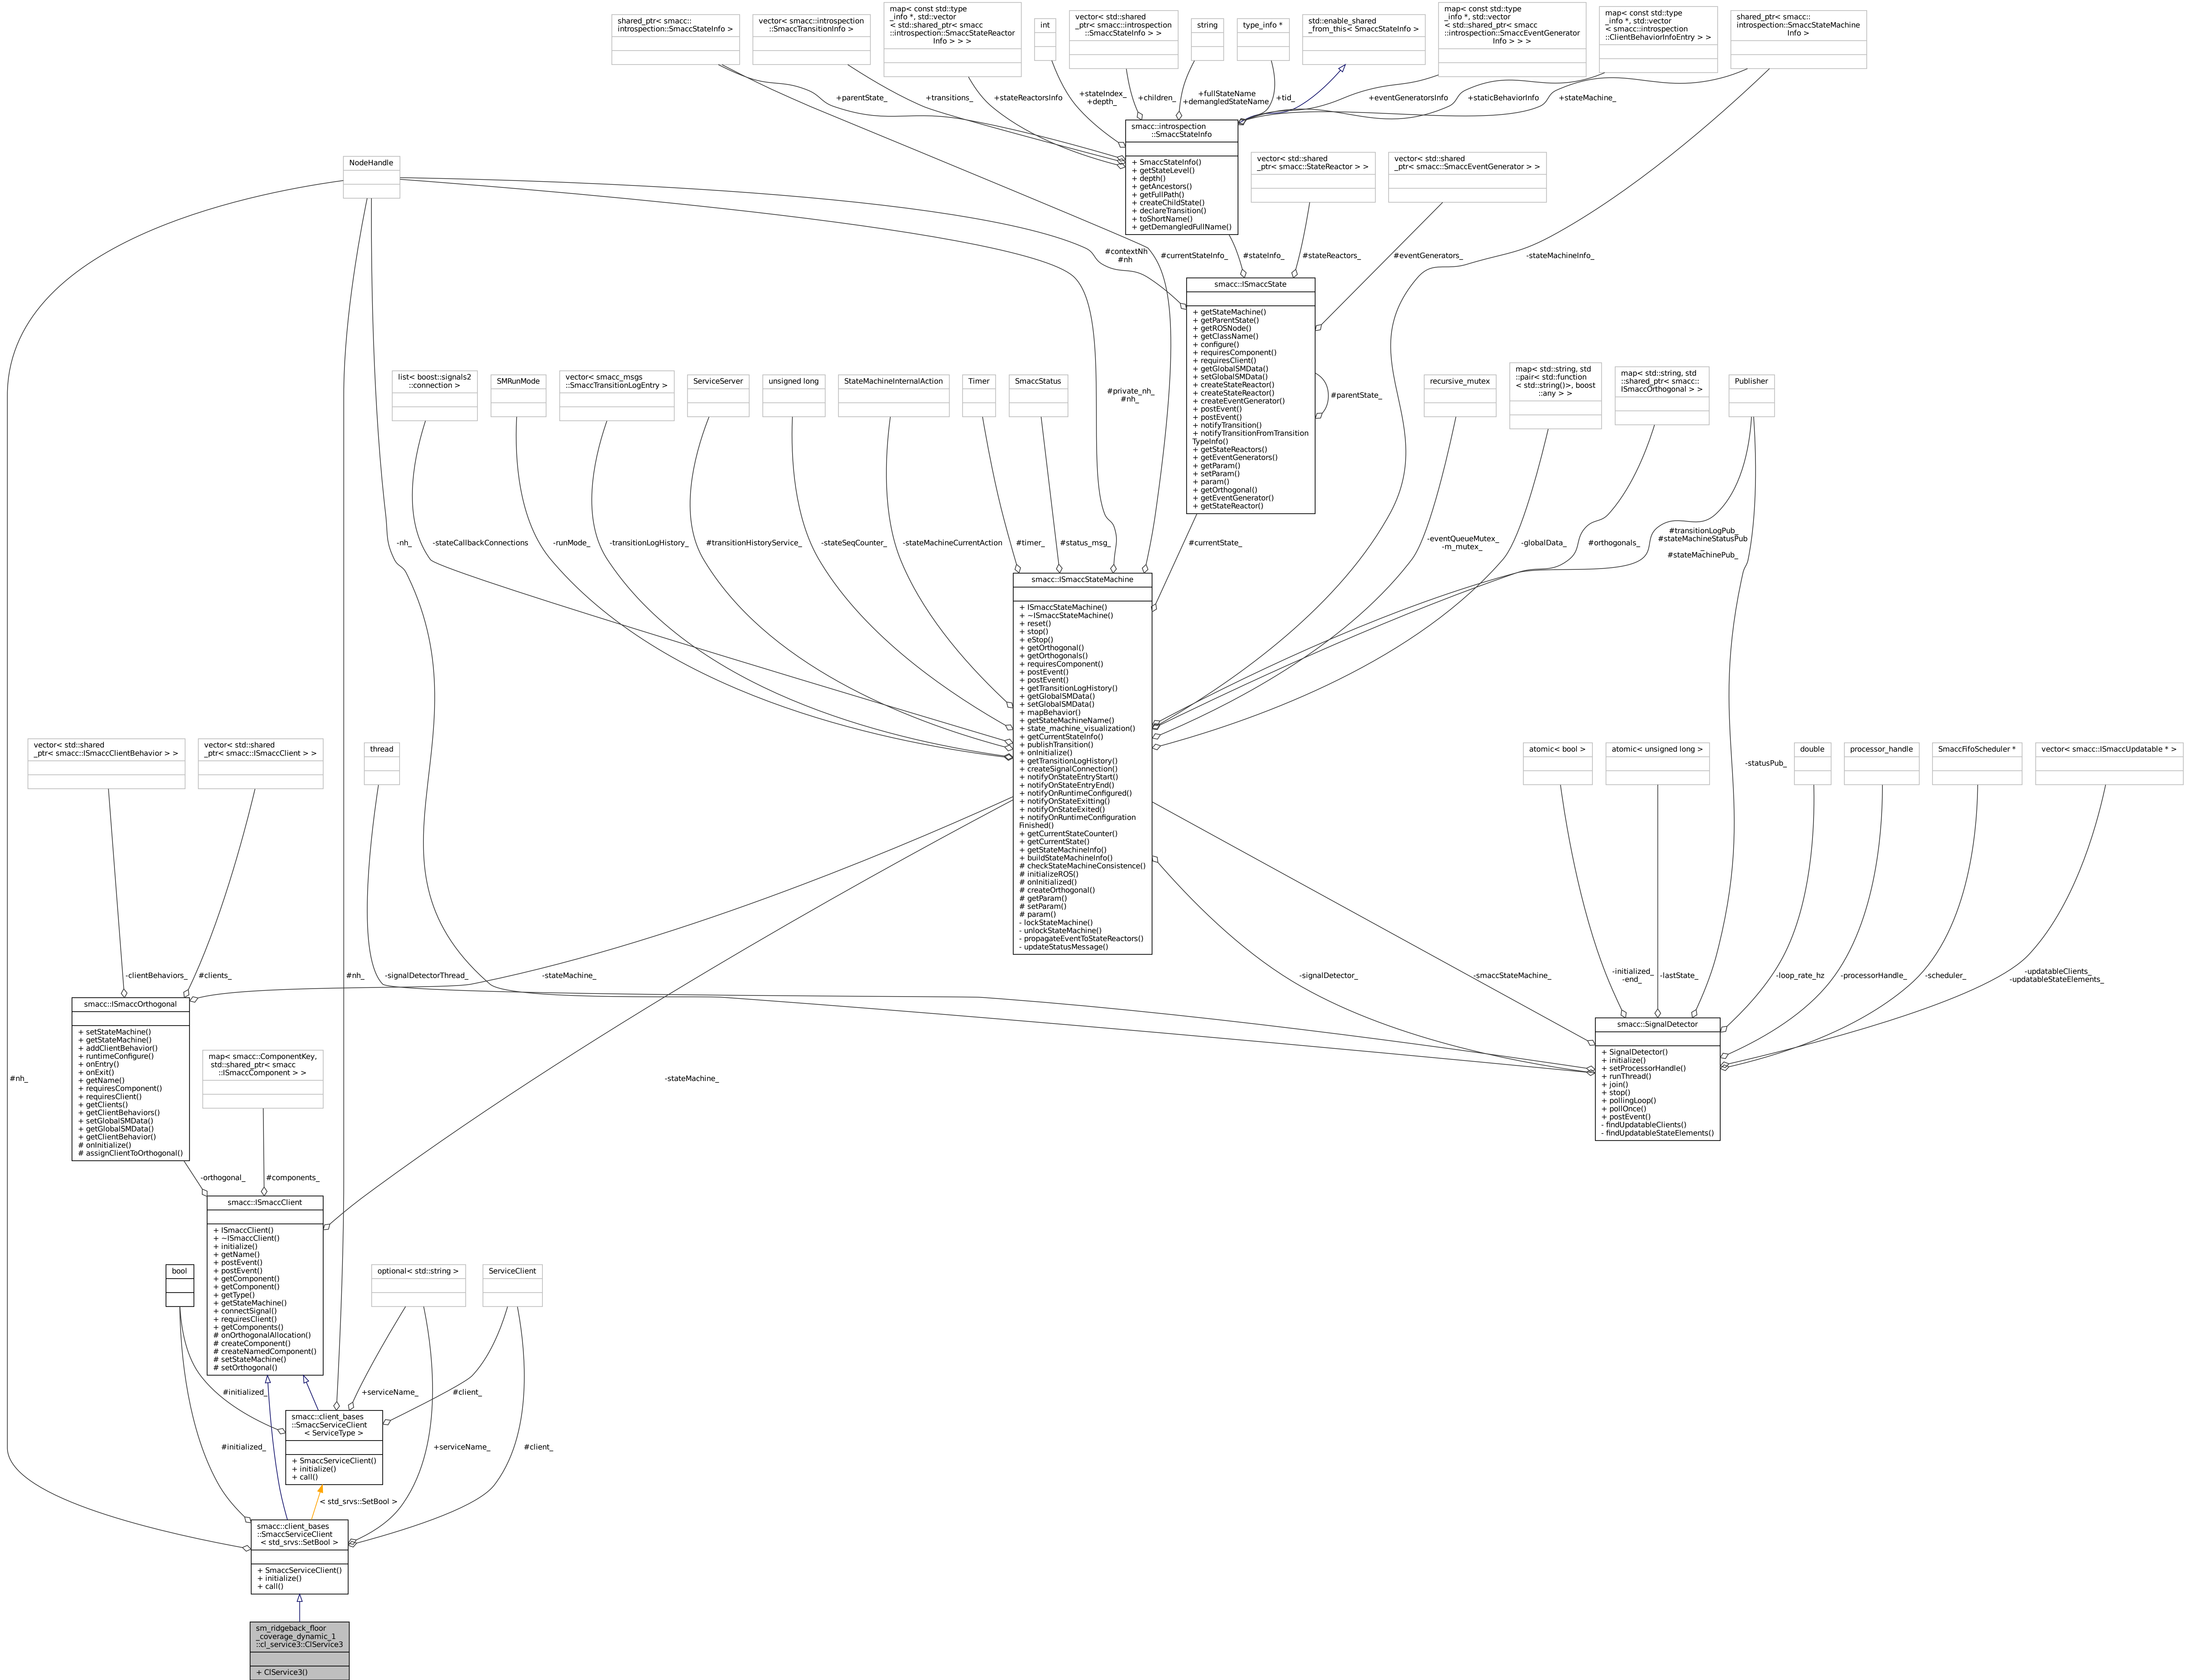 shared_ptr< smacc::
introspection::SmaccStateInfo >
vector< smacc::introspection
::SmaccTransitionInfo >
map< const std::type
_info *, std::vector
< std::shared_ptr< smacc
::introspection::SmaccStateReactor
Info > > >
int
vector< std::shared
_ptr< smacc::introspection
::SmaccStateInfo > >
string
type_info *
std::enable_shared
_from_this< SmaccStateInfo >
map< const std::type
_info *, std::vector
< std::shared_ptr< smacc
::introspection::SmaccEventGenerator
Info > > >
map< const std::type
_info *, std::vector
< smacc::introspection
::ClientBehaviorInfoEntry > >
shared_ptr< smacc::
introspection::SmaccStateMachine
Info >
+parentState_
+transitions_
+stateReactorsInfo
+stateIndex_
+depth_
+children_
+fullStateName
+demangledStateName
+tid_
+eventGeneratorsInfo
+staticBehaviorInfo
+stateMachine_
smacc::introspection
::SmaccStateInfo
+ SmaccStateInfo()
+ getStateLevel()
+ depth()
+ getAncestors()
+ getFullPath()
+ createChildState()
+ declareTransition()
+ toShortName()
+ getDemangledFullName()
NodeHandle
vector< std::shared
_ptr< smacc::StateReactor > >
vector< std::shared
_ptr< smacc::SmaccEventGenerator > >
#contextNh
#nh
#currentStateInfo_
#stateInfo_
#stateReactors_
#eventGenerators_
-stateMachineInfo_
smacc::ISmaccState
+ getStateMachine()
+ getParentState()
+ getROSNode()
+ getClassName()
+ configure()
+ requiresComponent()
+ requiresClient()
+ getGlobalSMData()
+ setGlobalSMData()
+ createStateReactor()
+ createStateReactor()
+ createEventGenerator()
+ postEvent()
+ postEvent()
+ notifyTransition()
+ notifyTransitionFromTransition
TypeInfo()
+ getStateReactors()
+ getEventGenerators()
+ getParam()
+ setParam()
+ param()
+ getOrthogonal()
+ getEventGenerator()
+ getStateReactor()
#parentState_
list< boost::signals2
::connection >
SMRunMode
vector< smacc_msgs
::SmaccTransitionLogEntry >
ServiceServer
unsigned long
StateMachineInternalAction
Timer
SmaccStatus
#private_nh_
#nh_
recursive_mutex
map< std::string, std
::pair< std::function
< std::string()>, boost
::any > >
map< std::string, std
::shared_ptr< smacc::
ISmaccOrthogonal > >
Publisher
-nh_
-stateCallbackConnections
-runMode_
-transitionLogHistory_
#transitionHistoryService_
-stateSeqCounter_
-stateMachineCurrentAction
#timer_
#status_msg_
#currentState_
-eventQueueMutex_
-m_mutex_
-globalData_
#orthogonals_
#transitionLogPub_
#stateMachineStatusPub
_
#stateMachinePub_
smacc::ISmaccStateMachine
+ ISmaccStateMachine()
+ ~ISmaccStateMachine()
+ reset()
+ stop()
+ eStop()
+ getOrthogonal()
+ getOrthogonals()
+ requiresComponent()
+ postEvent()
+ postEvent()
+ getTransitionLogHistory()
+ getGlobalSMData()
+ setGlobalSMData()
+ mapBehavior()
+ getStateMachineName()
+ state_machine_visualization()
+ getCurrentStateInfo()
+ publishTransition()
+ onInitialize()
+ getTransitionLogHistory()
+ createSignalConnection()
+ notifyOnStateEntryStart()
+ notifyOnStateEntryEnd()
+ notifyOnRuntimeConfigured()
+ notifyOnStateExitting()
+ notifyOnStateExited()
+ notifyOnRuntimeConfiguration
Finished()
+ getCurrentStateCounter()
+ getCurrentState()
+ getStateMachineInfo()
+ buildStateMachineInfo()
# checkStateMachineConsistence()
# initializeROS()
# onInitialized()
# createOrthogonal()
# getParam()
# setParam()
# param()
- lockStateMachine()
- unlockStateMachine()
- propagateEventToStateReactors()
- updateStatusMessage()
vector< std::shared
_ptr< smacc::ISmaccClientBehavior > >
vector< std::shared
_ptr< smacc::ISmaccClient > >
thread
atomic< bool >
atomic< unsigned long >
-statusPub_
double
processor_handle
SmaccFifoScheduler *
vector< smacc::ISmaccUpdatable * >
-clientBehaviors_
#clients_
#nh_
-signalDetectorThread_
-stateMachine_
-signalDetector_
-smaccStateMachine_
-initialized_
-end_
-lastState_
-loop_rate_hz
-processorHandle_
-scheduler_
-updatableClients_
-updatableStateElements_
smacc::ISmaccOrthogonal
+ setStateMachine()
+ getStateMachine()
+ addClientBehavior()
+ runtimeConfigure()
+ onEntry()
+ onExit()
+ getName()
+ requiresComponent()
+ requiresClient()
+ getClients()
+ getClientBehaviors()
+ setGlobalSMData()
+ getGlobalSMData()
+ getClientBehavior()
# onInitialize()
# assignClientToOrthogonal()
smacc::SignalDetector
+ SignalDetector()
+ initialize()
+ setProcessorHandle()
+ runThread()
+ join()
+ stop()
+ pollingLoop()
+ pollOnce()
+ postEvent()
- findUpdatableClients()
- findUpdatableStateElements()
map< smacc::ComponentKey,
std::shared_ptr< smacc
::ISmaccComponent > >
#nh_
-stateMachine_
-orthogonal_
#components_
smacc::ISmaccClient
+ ISmaccClient()
+ ~ISmaccClient()
+ initialize()
+ getName()
+ postEvent()
+ postEvent()
+ getComponent()
+ getComponent()
+ getType()
+ getStateMachine()
+ connectSignal()
+ requiresClient()
+ getComponents()
# onOrthogonalAllocation()
# createComponent()
# createNamedComponent()
# setStateMachine()
# setOrthogonal()
bool
optional< std::string >
ServiceClient
#initialized_
+serviceName_
#client_
smacc::client_bases
::SmaccServiceClient
< ServiceType >
+ SmaccServiceClient()
+ initialize()
+ call()
#initialized_
+serviceName_
#client_
< std_srvs::SetBool >
smacc::client_bases
::SmaccServiceClient
< std_srvs::SetBool >
+ SmaccServiceClient()
+ initialize()
+ call()
sm_ridgeback_floor
_coverage_dynamic_1
::cl_service3::ClService3
+ ClService3()